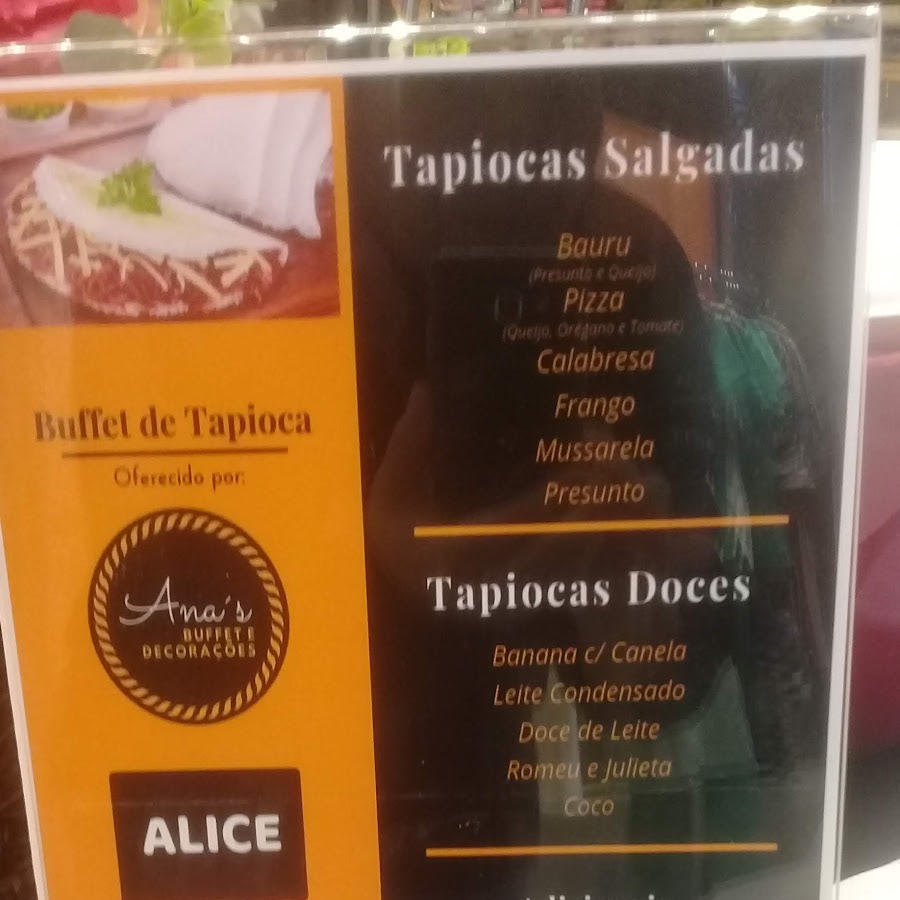 Buffet de Tapioca
Oferecido por:
Ana's
BUFFET E
DECORAÇÕES
ALICE
Tapiocas Salgadas
Bauru
(Presunto e Queijo)
Pizza
(Queijo, Orégano e Tomate)
Calabresa
Frango
Mussarela
Presunto
Tapiocas Doces
Banana c/ Canela
Leite Condensado
Doce de Leite
Romeu e Julieta
Coco